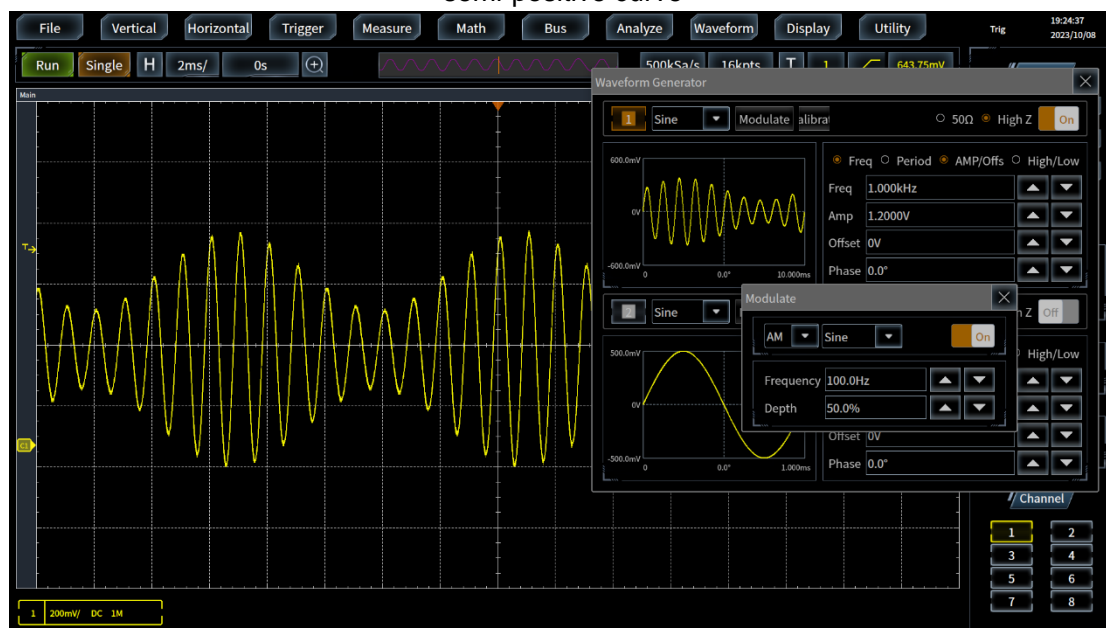 File Vertical Horizontal Trigger Measure Math Bus Analyze Waveform Display Utility Trig 19:24:37
2023/10/08
Run Single H 2ms/ 0s 500kSa/s 16kpts T 1 643.75mV
Waveform Generator
Main
1 Sine Modulate alibra 50Ω High Z On
600.0mV
0V
-600.0mV
0 0.0° 10.000ms
Freq Period AMP/Offs High/Low
Freq 1.000kHz
Amp 1.2000V
Offset 0V
Phase 0.0°
T
C1
2 Sine h Z Off
Modulate
AM Sine On
Frequency 100.0Hz
Depth 50.0%
500.0mV
0V
-500.0mV
0 0.0° 1.000ms
High/Low
Offset 0V
Phase 0.0°
Channel
1 2
3 4
5 6
7 8
1 200mV/ DC 1M